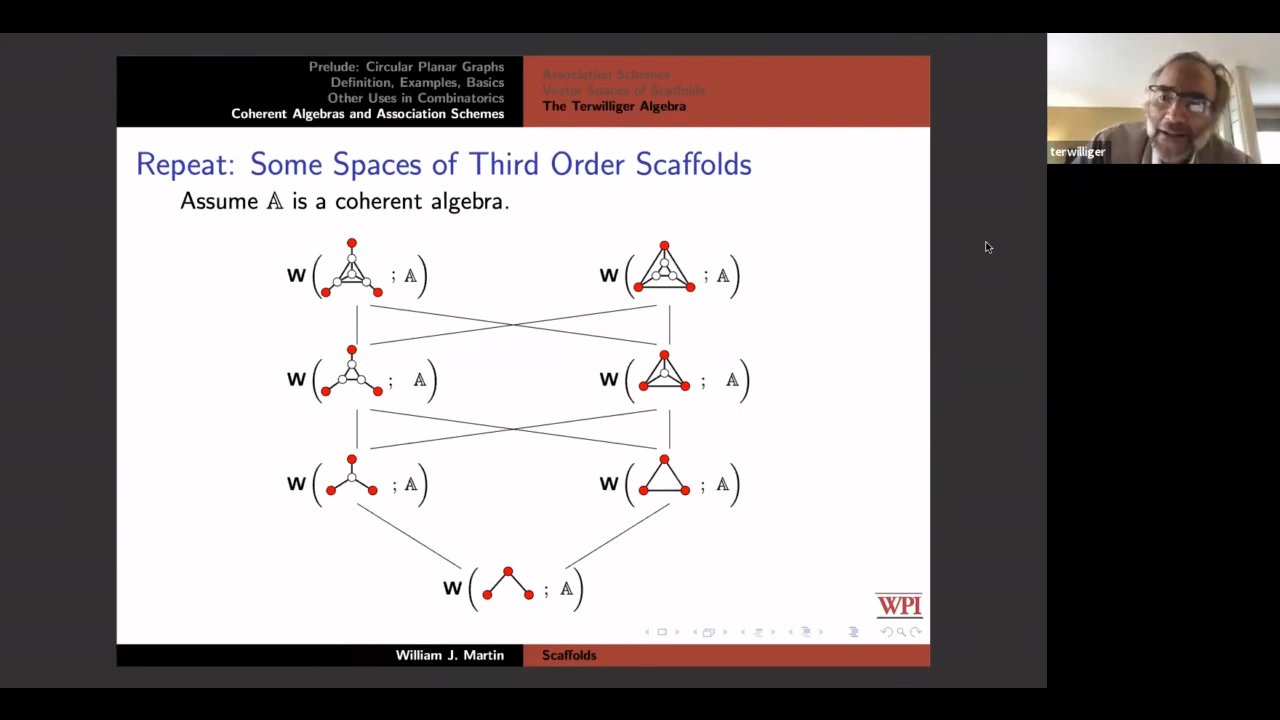 Prelude: Circular Planar Graphs
Definition, Examples, Basics
Other Uses in Combinatorics
Coherent Algebras and Association Schemes
Association Schemes
Vector Spaces of Scaffolds
The Terwilliger Algebra
terwilliger
Repeat: Some Spaces of Third Order Scaffolds
Assume 𝔸 is a coherent algebra.
W ( ; 𝔸 ) W ( ; 𝔸 )
W ( ; 𝔸 ) W ( ; 𝔸 )
W ( ; 𝔸 ) W ( ; 𝔸 )
W ( ; 𝔸 )
WPI
William J. Martin
Scaffolds